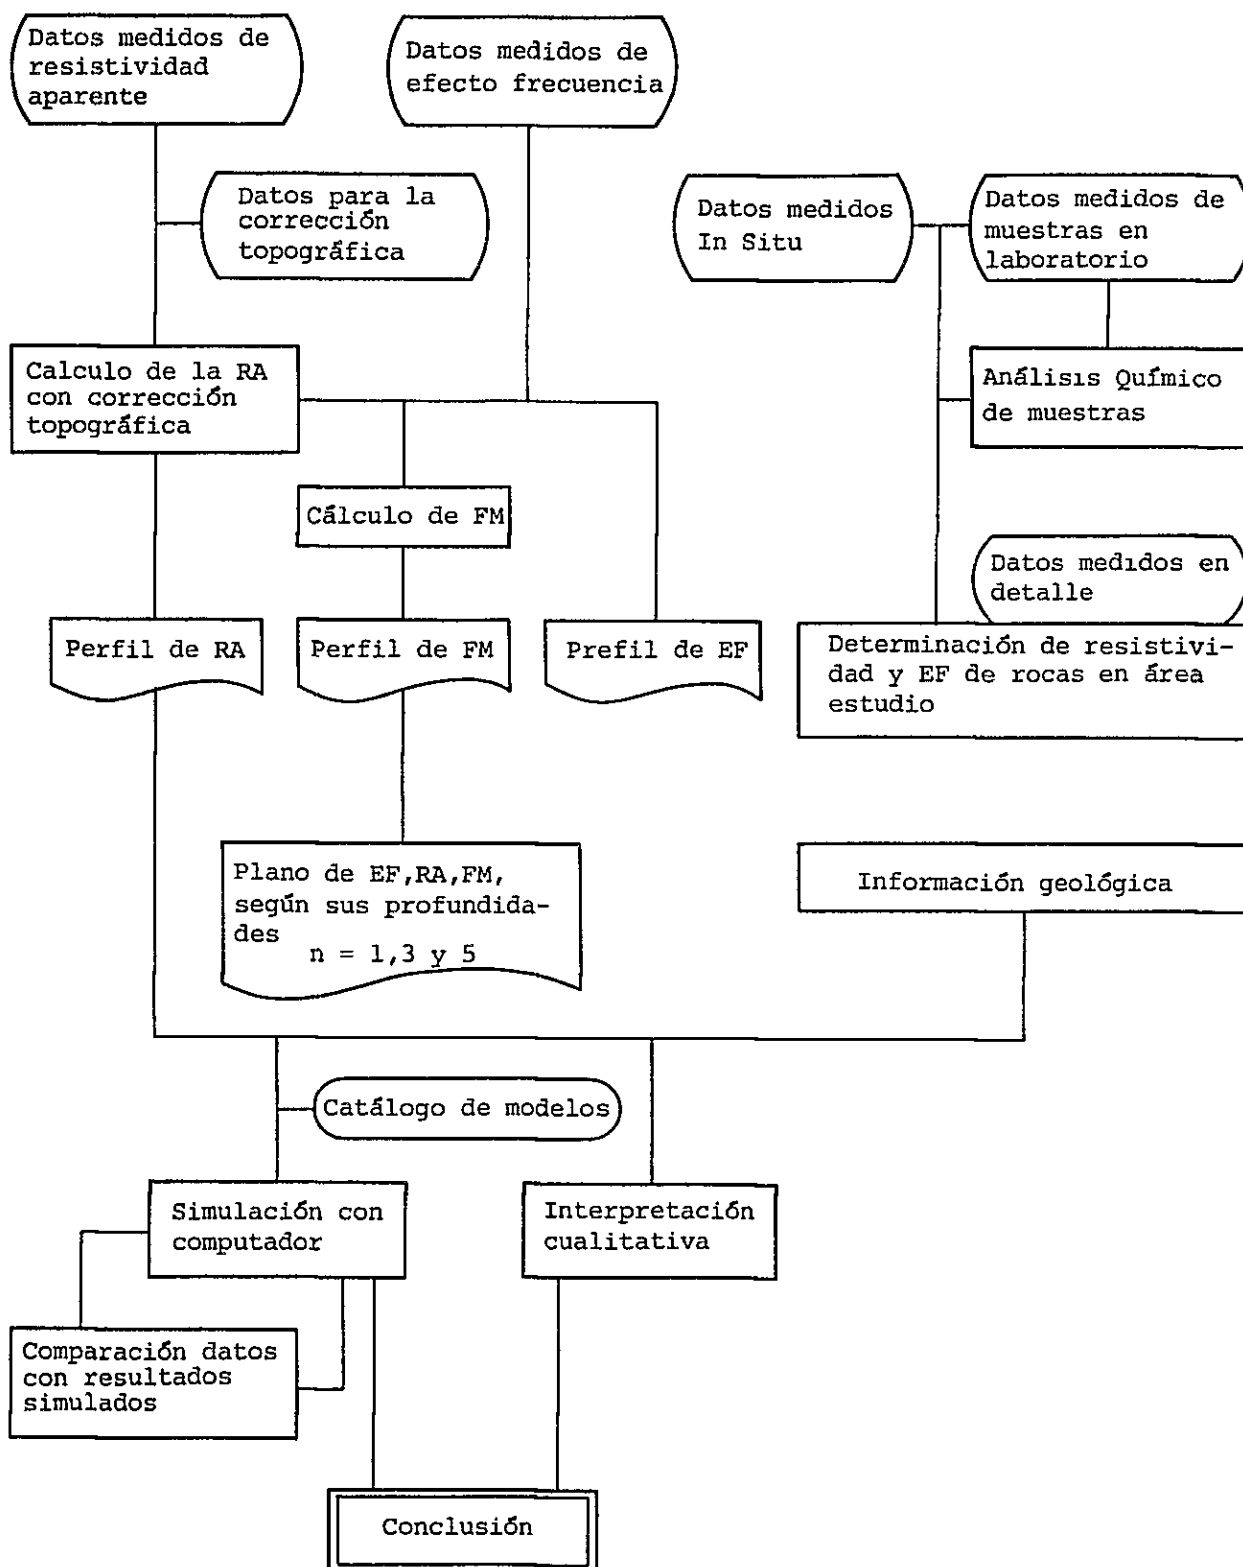 Datos medidos de
resistividad
aparente
Datos medidos de
efecto frecuencia
Datos para la
corrección
topográfica
Datos medidos
In Situ
Datos medidos de
muestras en
laboratorio
Calculo de la RA
con corrección
topográfica
Análisis Químico
de muestras
Cálculo de FM
Datos medidos en
detalle
Perfil de RA
Perfil de FM
Prefil de EF
Determinación de resistivi-
dad y EF de rocas en área
estudio
Plano de EF,RA,FM,
según sus profundida-
des
n = 1,3 y 5
Información geológica
Catálogo de modelos
Simulación con
computador
Interpretación
cualitativa
Comparación datos
con resultados
simulados
Conclusión